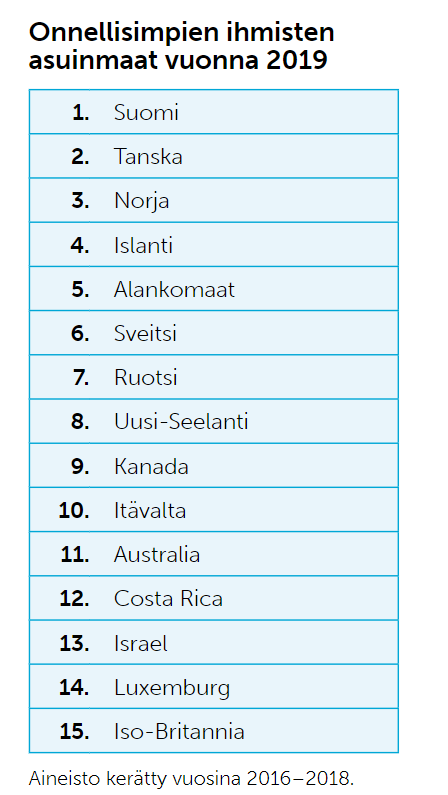 Onnellisimpien ihmisten
asuinmaat vuonna 2019
1. Suomi
2. Tanska
3. Norja
4. Islanti
5. Alankomaat
6. Sveitsi
7. Ruotsi
8. Uusi-Seelanti
9. Kanada
10. Itävalta
11. Australia
12. Costa Rica
13. Israel
14. Luxemburg
15. Iso-Britannia
Aineisto kerätty vuosina 2016–2018.